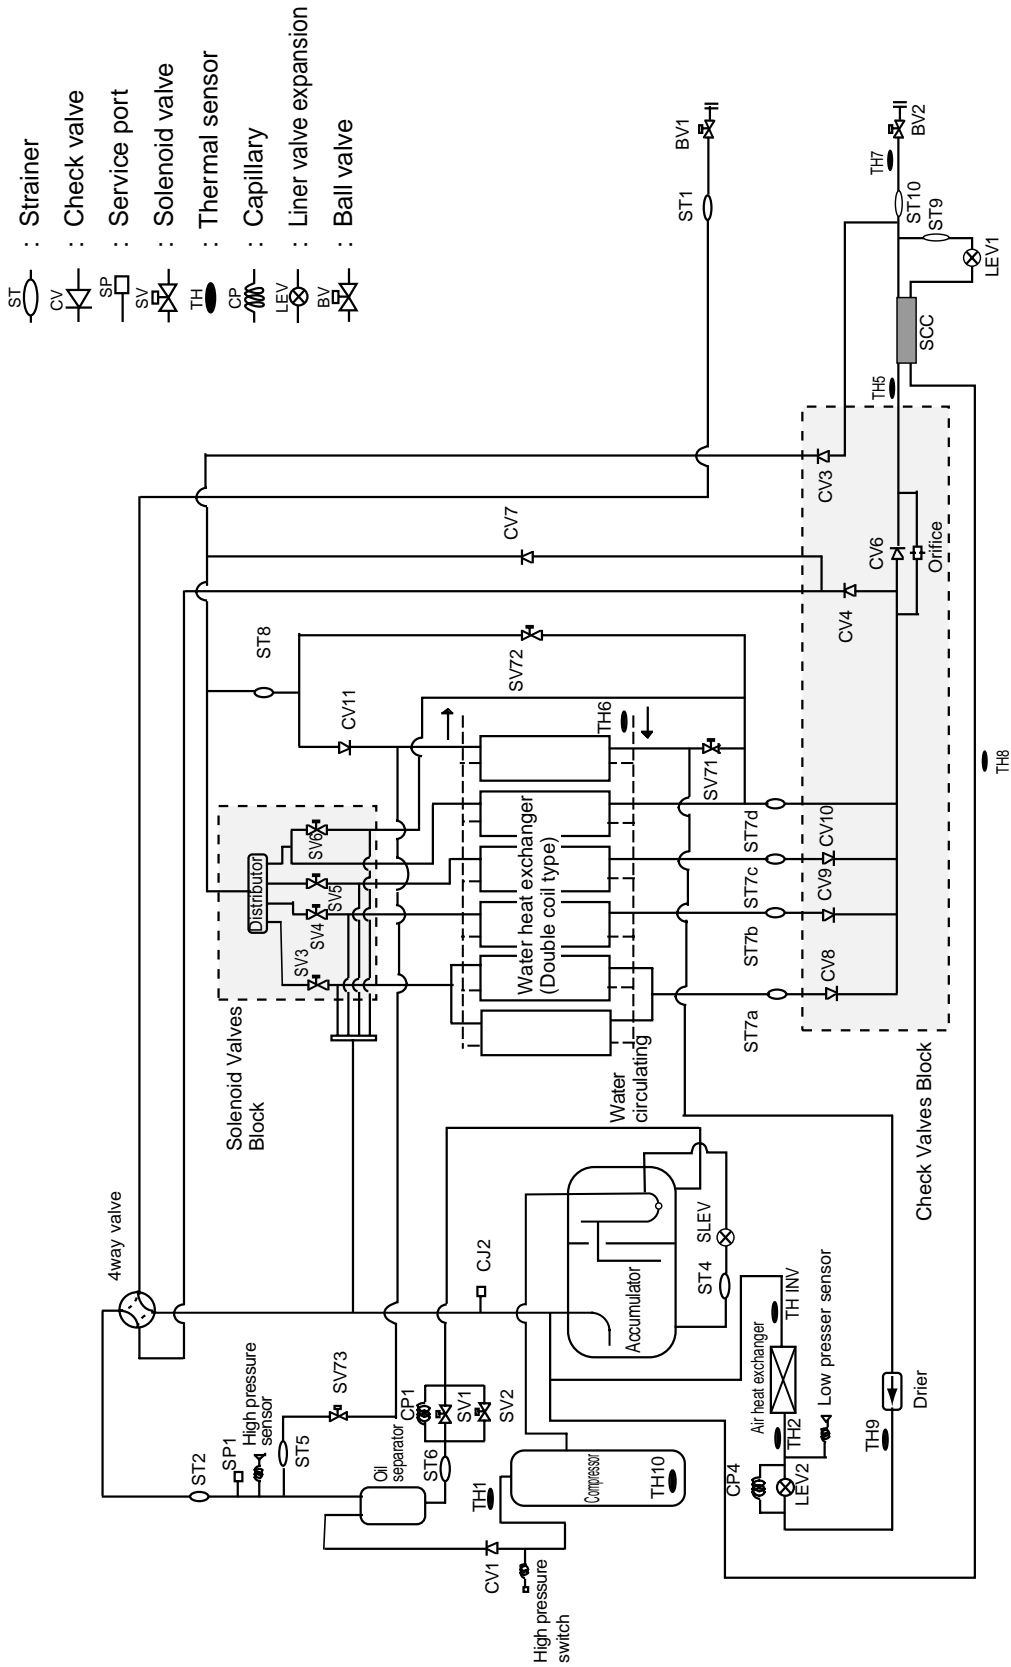 ST : Strainer
CV : Check valve
SP : Service port
SV : Solenoid valve
TH : Thermal sensor
CP : Capillary
LEV : Liner valve expansion
BV : Ball valve
BV1
ST1
BV2
TH7
ST10
ST9
LEV1
SCC
TH5
CV3
CV7
CV6
Orifice
CV4
ST8
SV72
CV11
TH6
SV71
TH8
Solenoid Valves
Block
Distributor
SV6
SV5
SV4
SV3
Water heat exchanger
(Double coil type)
Water
circulating
ST7d
ST7c
ST7b
ST7a
CV10
CV9
CV8
Check Valves Block
4way valve
CJ2
Accumulator
SLEV
ST4
TH INV
Air heat exchanger
Low presser sensor
TH2
TH9
Drier
CP4
LEV2
ST2
SP1
High pressure
sensor
ST5
SV73
Oil
separator
CP1
SV1
SV2
ST6
TH1
Compressor
TH10
CV1
High pressure
switch